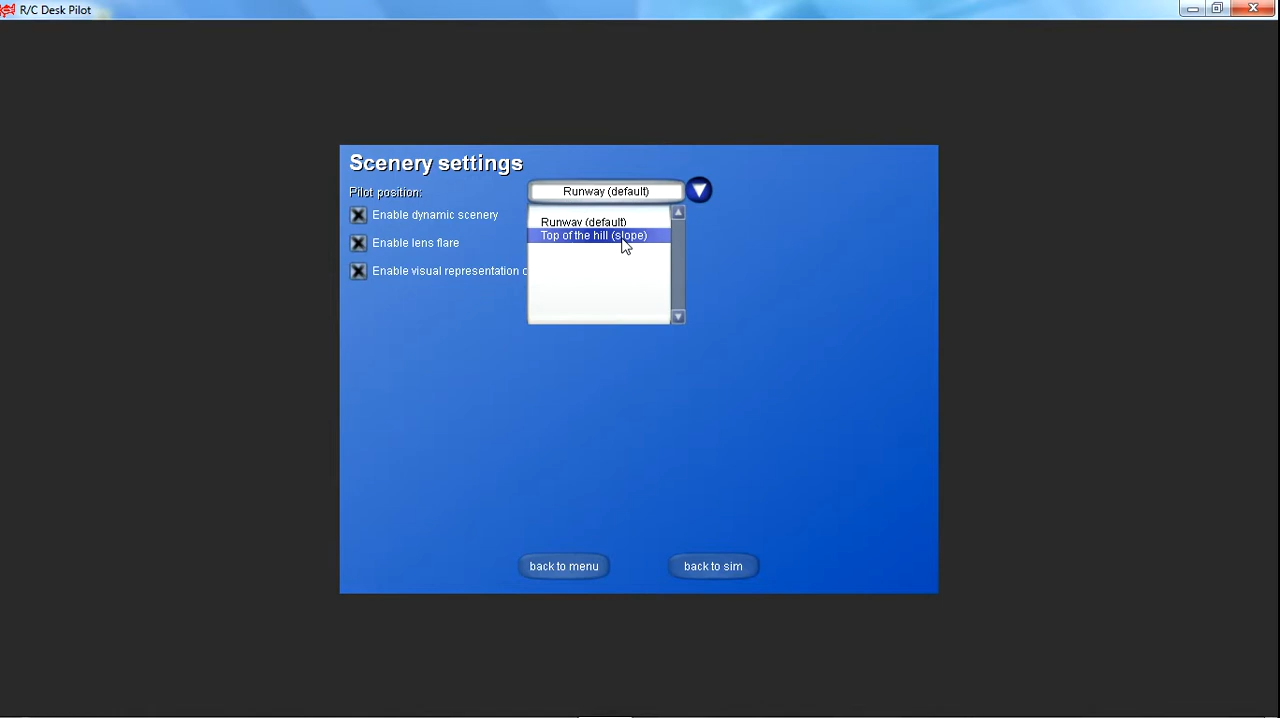 R/C Desk Pilot
Scenery settings
Pilot position:
Runway (default)
Enable dynamic scenery
Runway (default)
Top of the hill (slope)
Enable lens flare
Enable visual representation
back to menu
back to sim